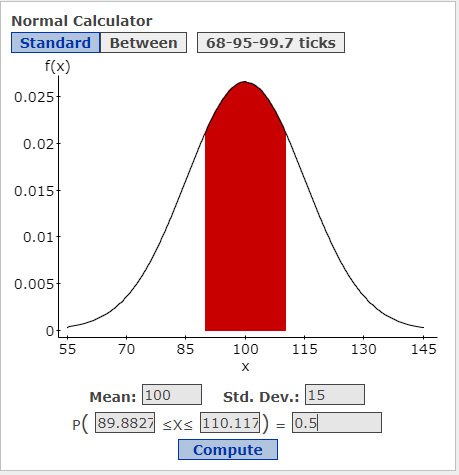 Normal Calculator
Standard Between 68-95-99.7 ticks
f(x)
0.025
0.02
0.015
0.01
0.005
0
55 70 85 100 115 130 145
x
Mean: 100 Std. Dev.: 15
P( 89.8827 ≤X≤ 110.117 ) = 0.5
Compute